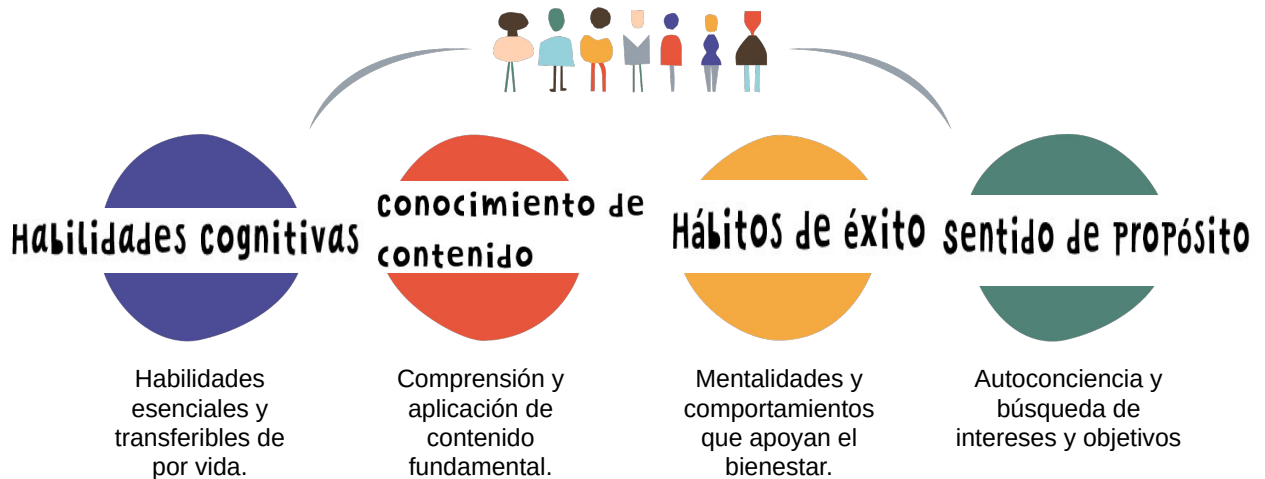 Habilidades cognitivas
conocimiento de
contenido
Hábitos de éxito
sentido de propósito
Habilidades
esenciales y
transferibles de
por vida.
Comprensión y
aplicación de
contenido
fundamental.
Mentalidades y
comportamientos
que apoyan el
bienestar.
Autoconciencia y
búsqueda de
intereses y objetivos